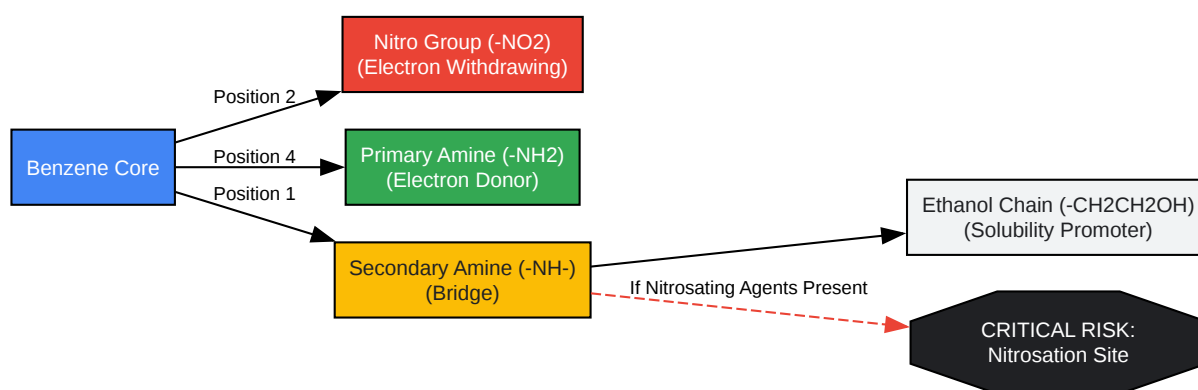 Nitro Group (-NO2)
(Electron Withdrawing)
Position 2
Benzene Core
Position 4
Primary Amine (-NH2)
(Electron Donor)
Position 1
Ethanol Chain (-CH2CH2OH)
(Solubility Promoter)
Secondary Amine (-NH-)
(Bridge)
If Nitrosating Agents Present
CRITICAL RISK:
Nitrosation Site